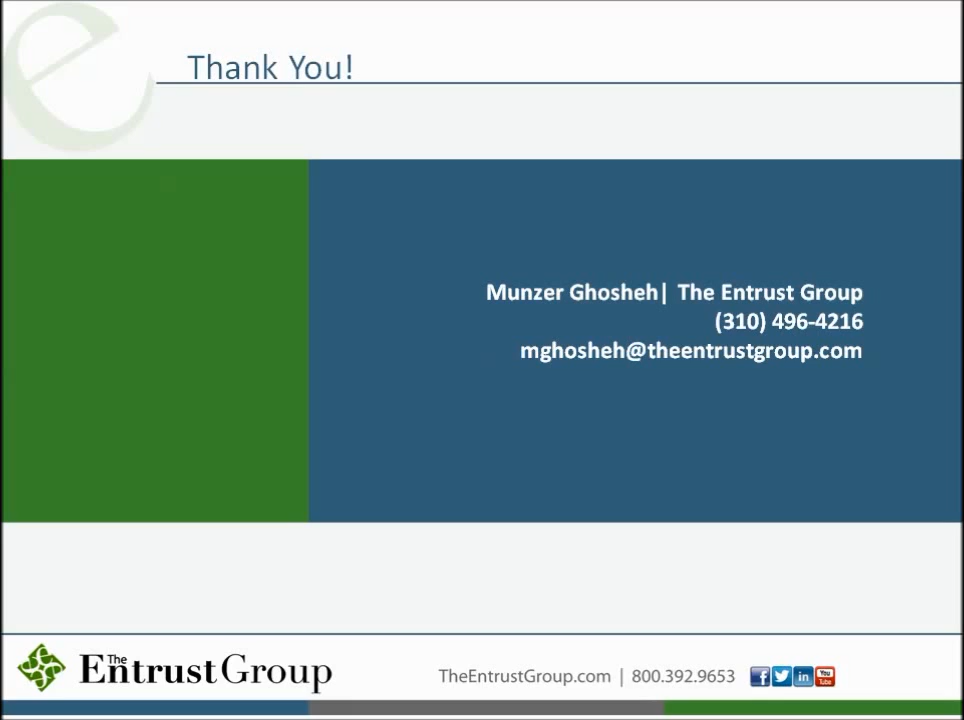 Thank You!
Munzer Ghosheh| The Entrust Group
(310) 496-4216
mghosheh@theentrustgroup.com
The Entrust Group
TheEntrustGroup.com | 800.392.9653
f in You Tube